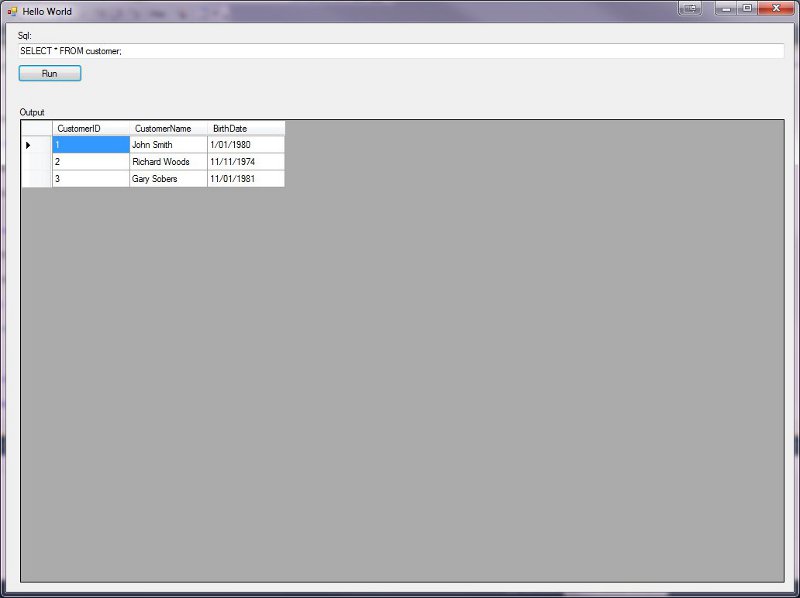 Hello World
Sql:
SELECT * FROM customer;
Run
Output
CustomerID CustomerName BirthDate
1 John Smith 1/01/1980
2 Richard Woods 11/11/1974
3 Gary Sobers 11/01/1981